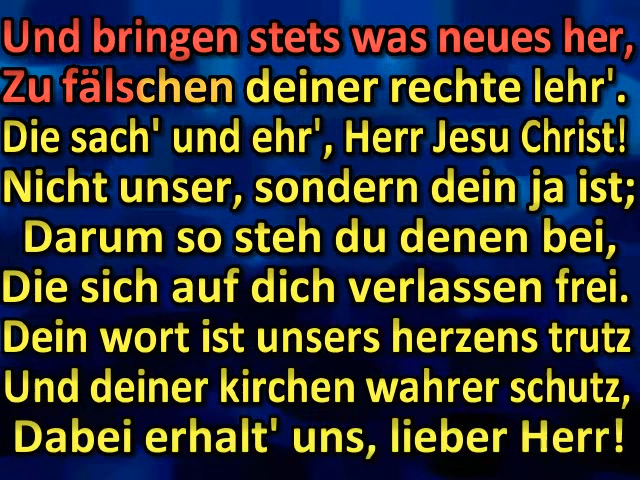 Und bringen stets was neues her,
Zu fälschen deiner rechte lehr'.
Die sach' und ehr', Herr Jesu Christ!
Nicht unser, sondern dein ja ist;
Darum so steh du denen bei,
Die sich auf dich verlassen frei.
Dein wort ist unsers herzens trutz
Und deiner kirchen wahrer schutz,
Dabei erhalt' uns, lieber Herr!